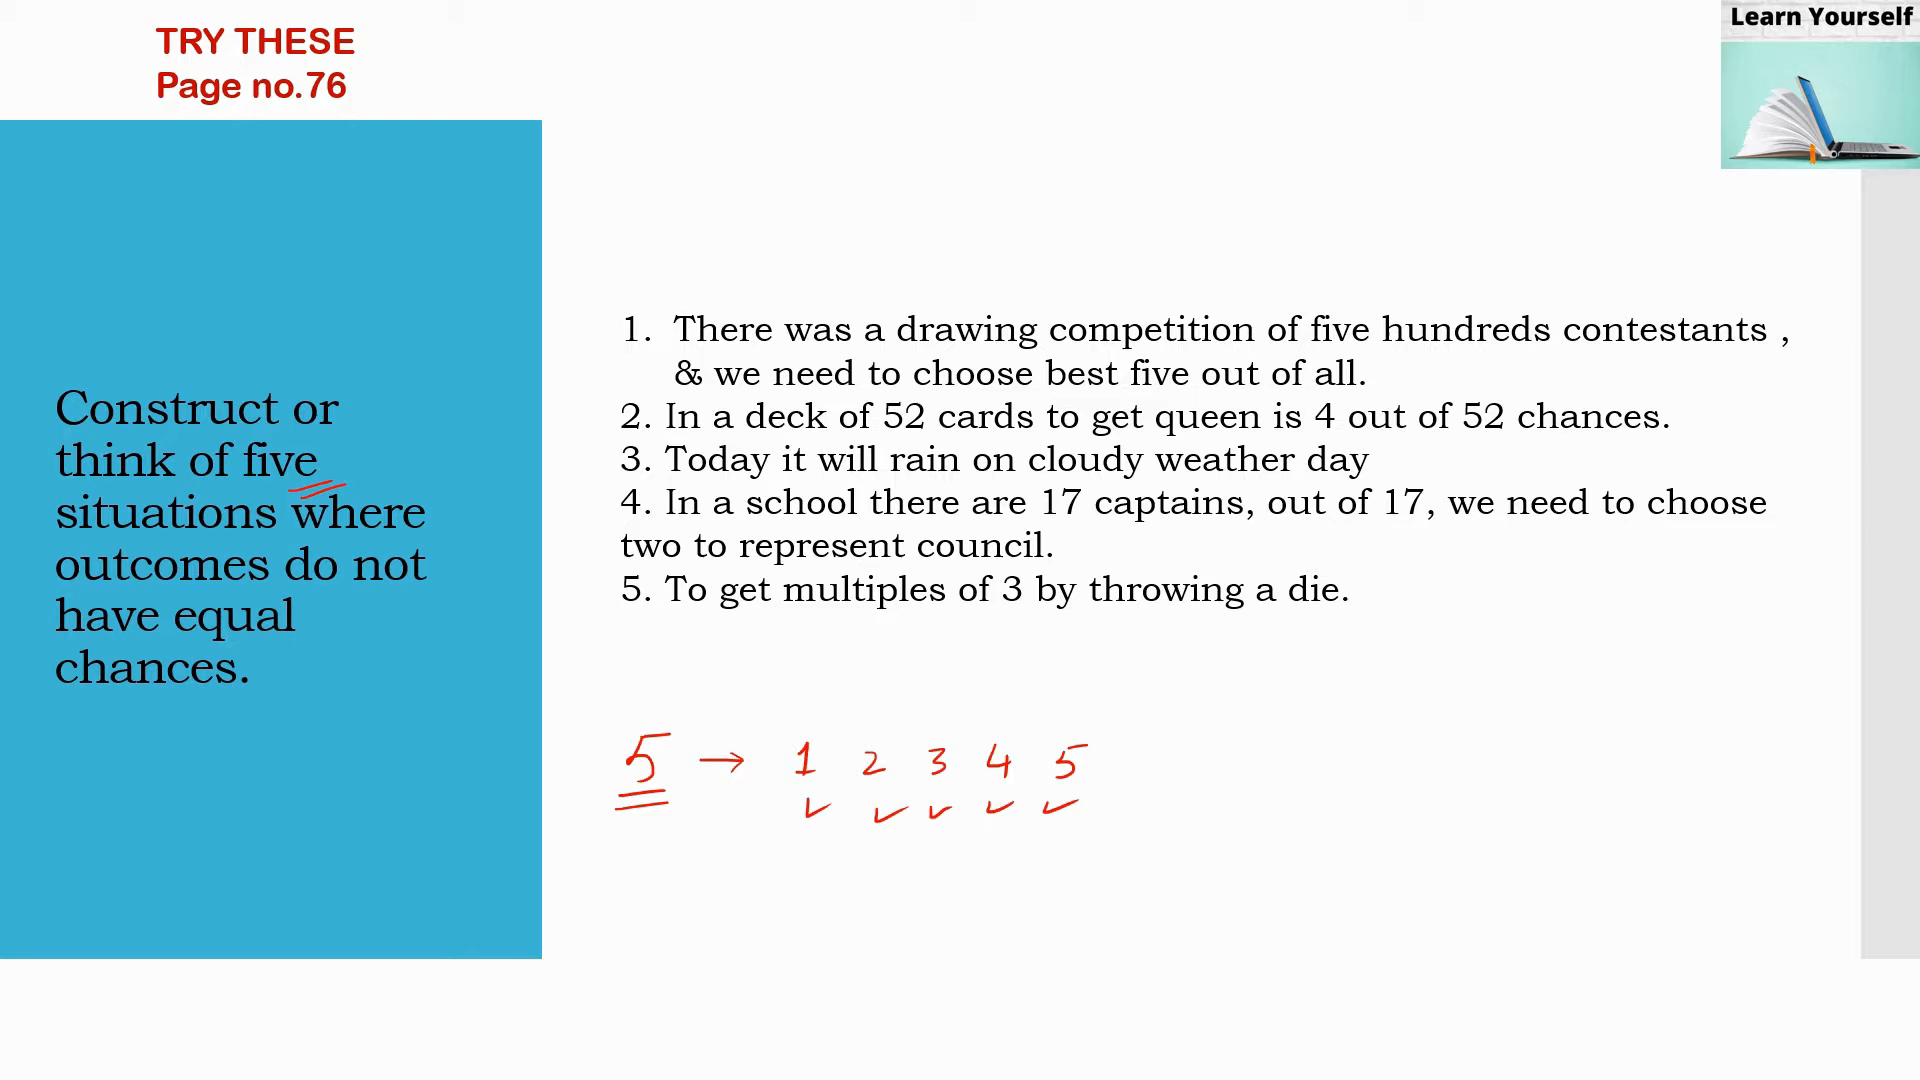 TRY THESE
Page no.76
Learn Yourself
Construct or
think of five
situations where
outcomes do not
have equal
chances.
1. There was a drawing competition of five hundreds contestants ,
& we need to choose best five out of all.
2. In a deck of 52 cards to get queen is 4 out of 52 chances.
3. Today it will rain on cloudy weather day
4. In a school there are 17 captains, out of 17, we need to choose
two to represent council.
5. To get multiples of 3 by throwing a die.
5 → 1 2 3 4 5
✓ ✓ ✓ ✓ ✓